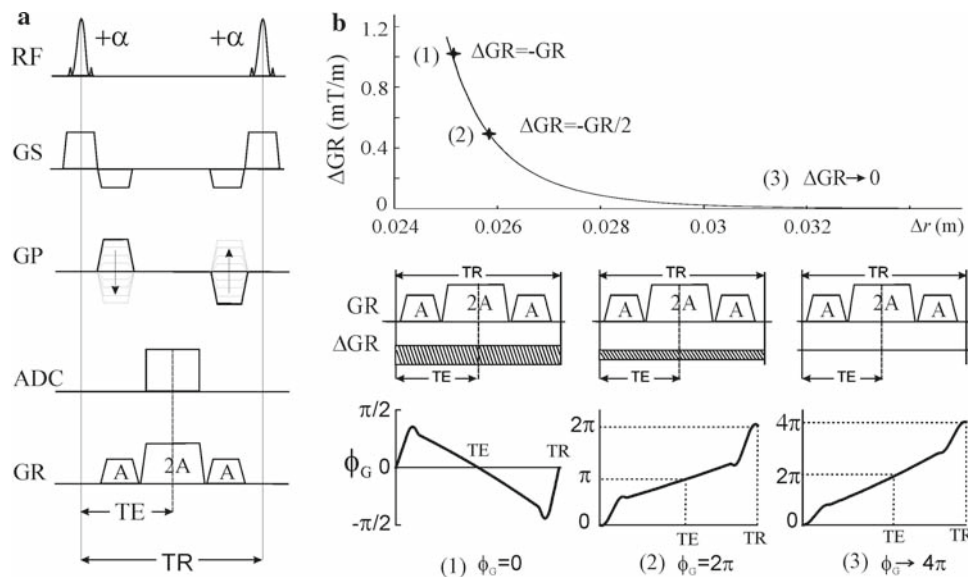 a
+α
+α
RF
GS
GP
ADC
GR
A
2A
A
TE
TR
b
ΔGR (mT/m)
1.2
0.8
0.4
0
(1)
ΔGR=-GR
(2)
ΔGR=-GR/2
(3) ΔGR→0
0.024
0.026
0.028
0.03
0.032
Δr (m)
TR
TR
TR
GR
A
2A
A
A
2A
A
A
2A
A
ΔGR
TE
TE
TE
ϕG
π/2
0
-π/2
TE
TR
2π
π
0
TE
TR
4π
2π
0
TE
TR
(1) ϕG=0
(2) ϕG=2π
(3) ϕG→ 4π